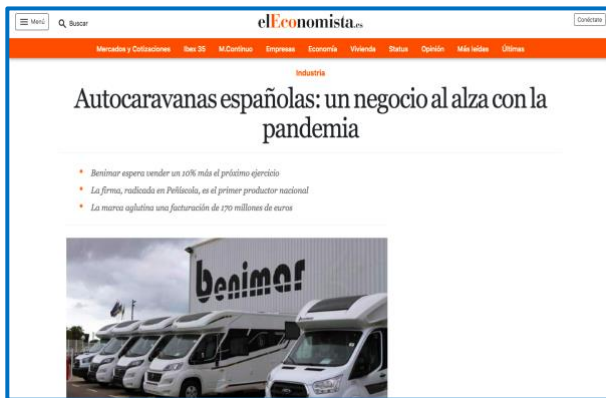 Menú
Buscar
elEconomista.es
Conéctate
Mercados y Cotizaciones Ibex 35 M.Continuo Empresas Economía Vivienda Status Opinión Más leídas Últimas
Industria
Autocaravanas españolas: un negocio al alza con la
pandemia
Benimar espera vender un 10% más el próximo ejercicio
La firma, radicada en Peñíscola, es el primer productor nacional
La marca aglutina una facturación de 170 millones de euros
benimar